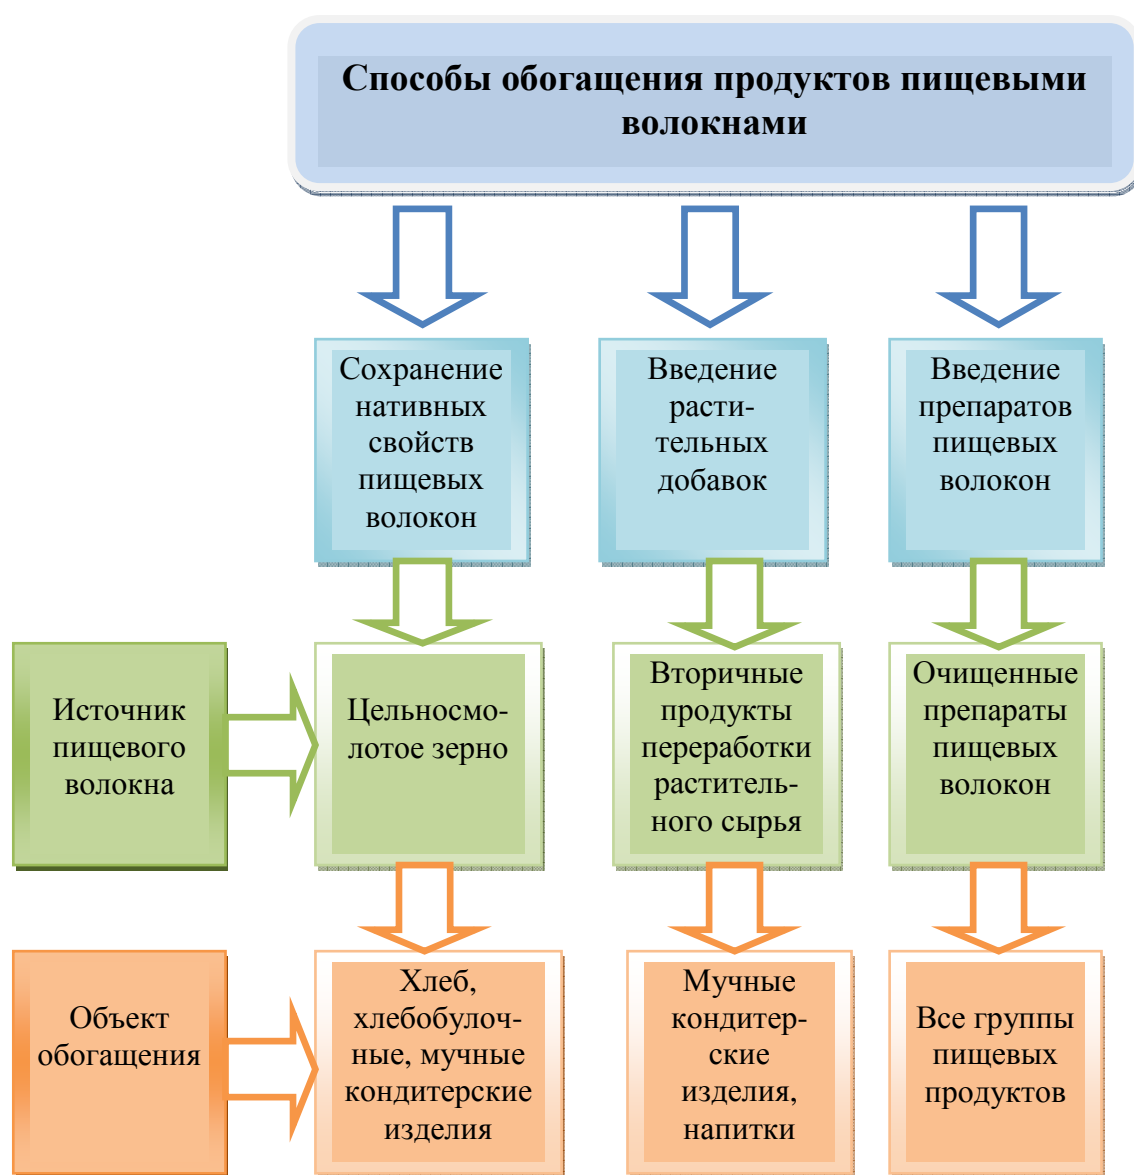 Способы обогащения продуктов пищевыми
волокнами
Сохранение
нативных
свойств
пищевых
волокон
Введение
расти-
тельных
добавок
Введение
препаратов
пищевых
волокон
Источник
пищевого
волокна
Цельносмо-
лотое зерно
Вторичные
продукты
переработки
раститель-
ного сырья
Очищенные
препараты
пищевых
волокон
Объект
обогащения
Хлеб,
хлебобулоч-
ные, мучные
кондитерские
изделия
Мучные
кондитер-
ские
изделия,
напитки
Все группы
пищевых
продуктов